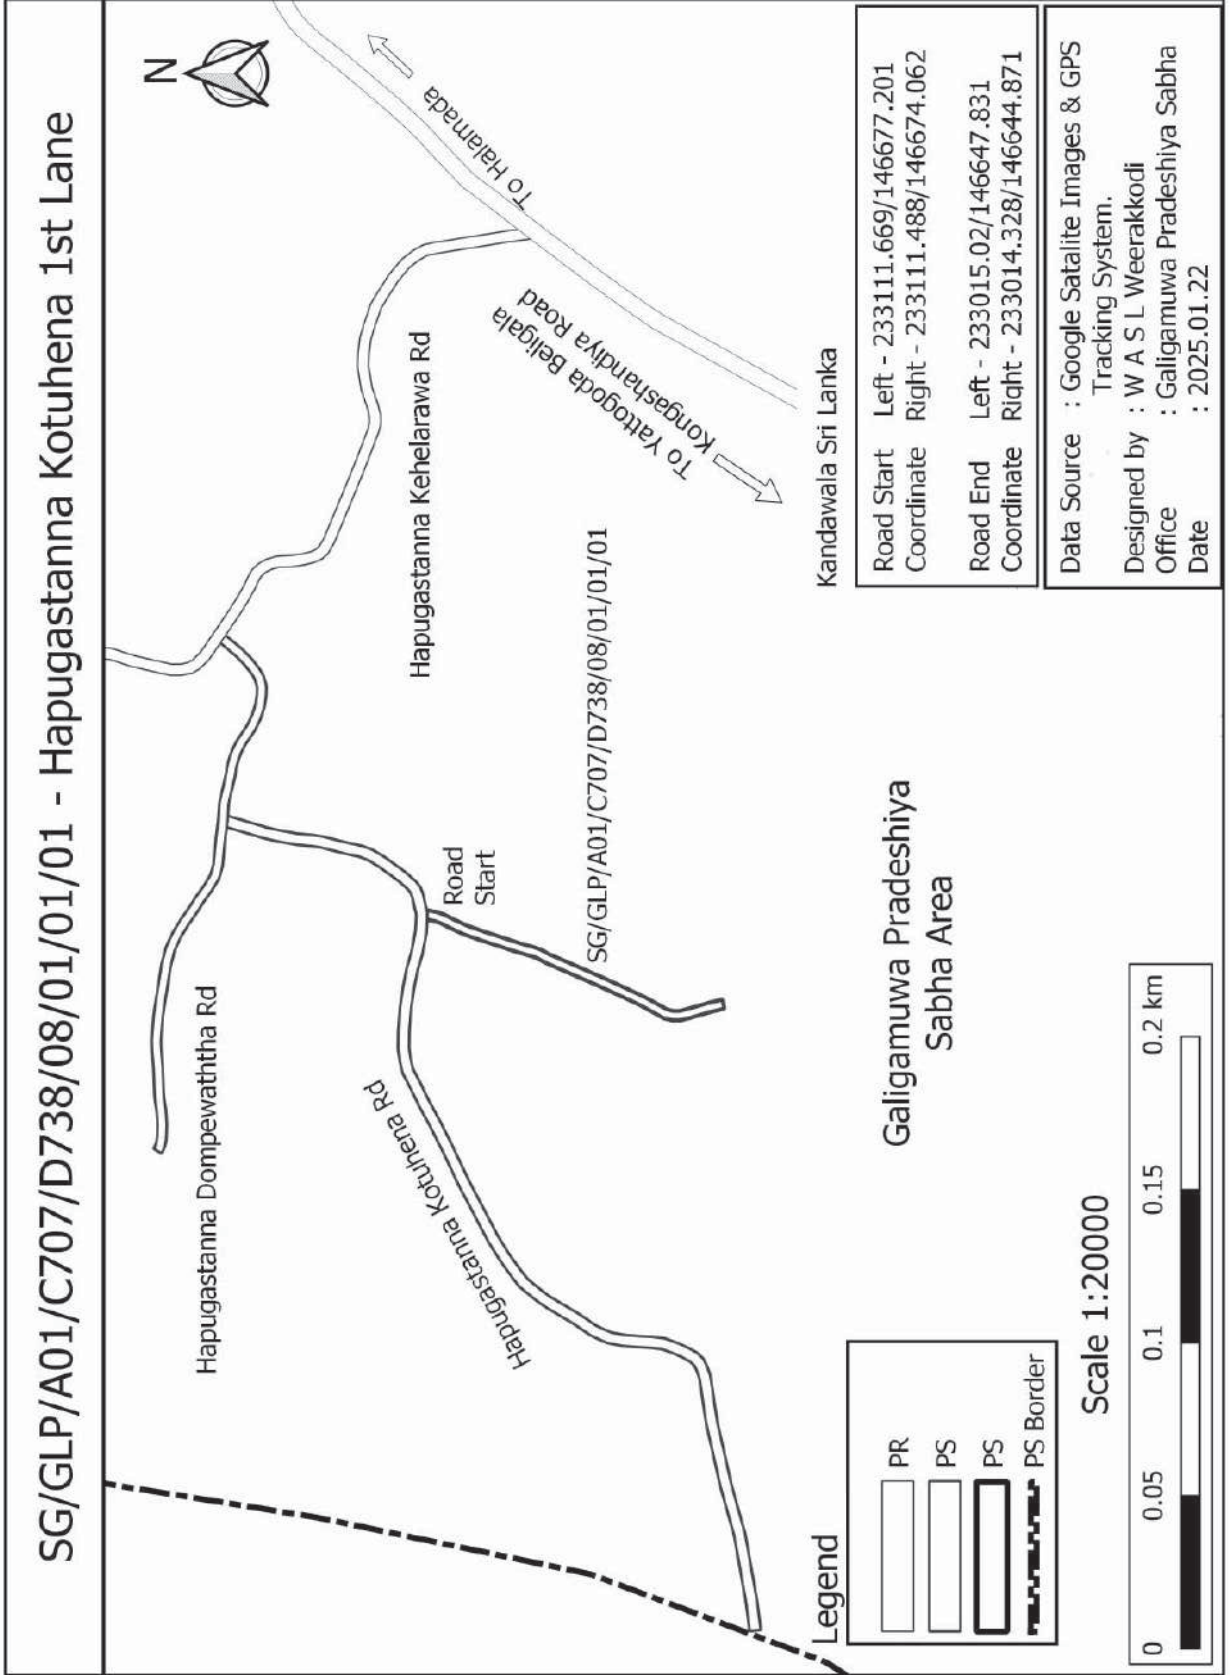 SG/GLP/A01/C707/D738/08/01/01/01 - Hapugastanna Kotuhena 1st Lane
N
To Halamada
Hapugastanna Kehelarawa Rd
To Yattogoda Beligala
Kongashandiya Road
Hapugastanna Dompewaththa Rd
Road
Start
Hapugastanna Kotuhena Rd
SG/GLP/A01/C707/D738/08/01/01/01
Galigamuwa Pradeshiya
Sabha Area
Kandawala Sri Lanka
Road Start Left - 233111.669/146677.201
Coordinate Right - 233111.488/146674.062
Road End Left - 233015.02/146647.831
Coordinate Right - 233014.328/146644.871
Data Source : Google Satalite Images & GPS
Tracking System.
Designed by : W A S L Weerakkodi
Office : Galigamuwa Pradeshiya Sabha
Date : 2025.01.22
Legend
PR
PS
PS
PS Border
Scale 1:20000
0 0.05 0.1 0.15 0.2 km